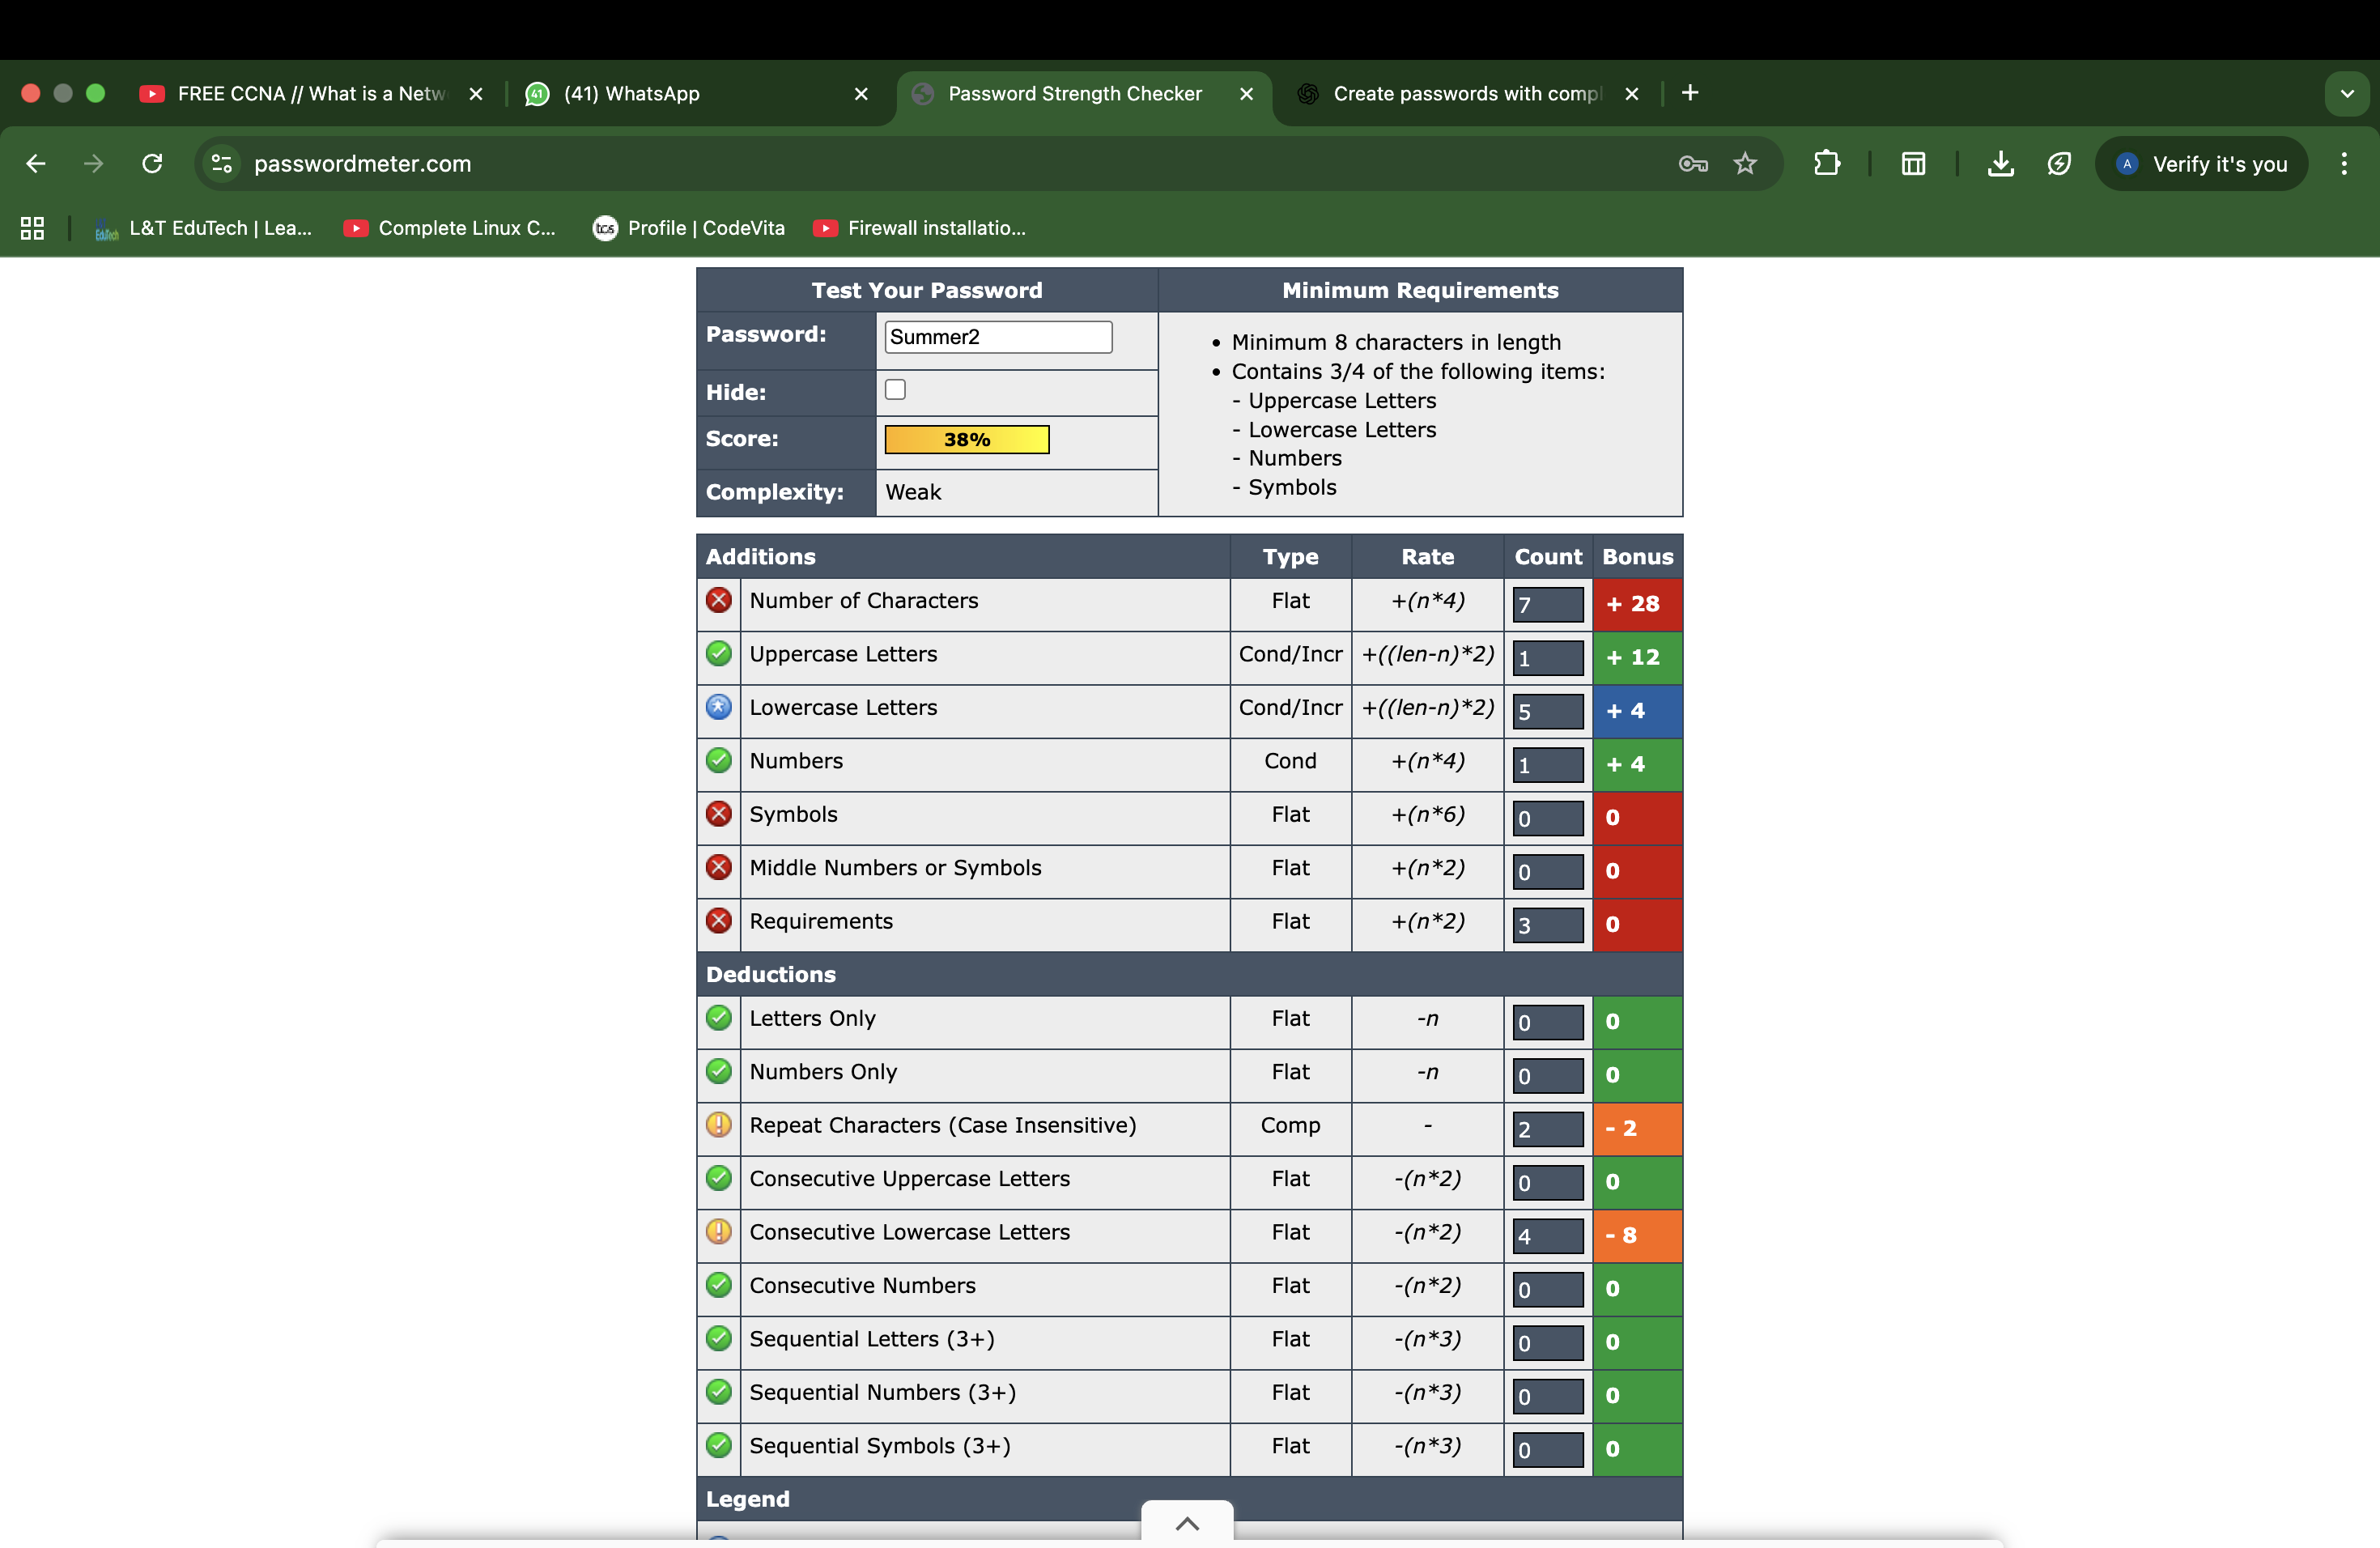 FREE CCNA // What is a Netw
41 (41) WhatsApp
Password Strength Checker
Create passwords with compl
passwordmeter.com
A Verify it's you
EduTech L&T EduTech | Lea...
Complete Linux C...
tcs Profile | CodeVita
Firewall installatio...
Test Your Password Minimum Requirements
Password: Summer2
Hide:
Score: 38%
Complexity: Weak
• Minimum 8 characters in length
• Contains 3/4 of the following items:
- Uppercase Letters
- Lowercase Letters
- Numbers
- Symbols
Additions Type Rate Count Bonus
Number of Characters Flat +(n*4) 7 + 28
Uppercase Letters Cond/Incr +((len-n)*2) 1 + 12
Lowercase Letters Cond/Incr +((len-n)*2) 5 + 4
Numbers Cond +(n*4) 1 + 4
Symbols Flat +(n*6) 0 0
Middle Numbers or Symbols Flat +(n*2) 0 0
Requirements Flat +(n*2) 3 0
Deductions
Letters Only Flat -n 0 0
Numbers Only Flat -n 0 0
Repeat Characters (Case Insensitive) Comp - 2 - 2
Consecutive Uppercase Letters Flat -(n*2) 0 0
Consecutive Lowercase Letters Flat -(n*2) 4 - 8
Consecutive Numbers Flat -(n*2) 0 0
Sequential Letters (3+) Flat -(n*3) 0 0
Sequential Numbers (3+) Flat -(n*3) 0 0
Sequential Symbols (3+) Flat -(n*3) 0 0
Legend